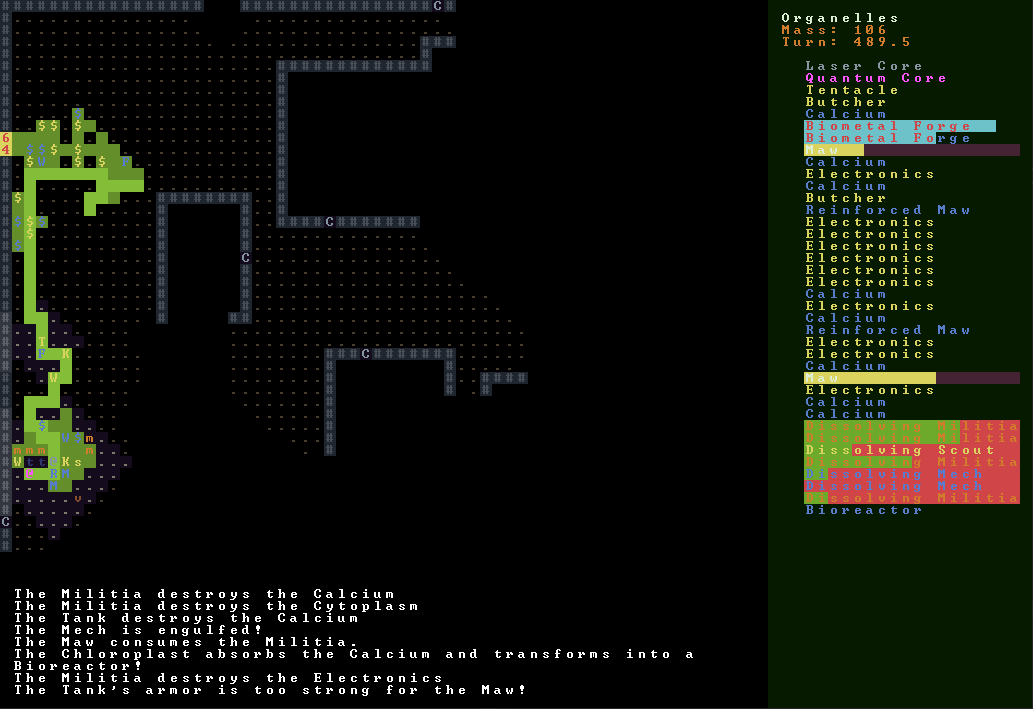 Organelles
Mass: 106
Turn: 489.5
Laser Core
Quantum Core
Tentacle
Butcher
Calcium
Biometal Forge
Biometal Forge
Maw
Calcium
Electronics
Calcium
Butcher
Reinforced Maw
Electronics
Electronics
Electronics
Electronics
Electronics
Electronics
Calcium
Electronics
Calcium
Reinforced Maw
Electronics
Electronics
Calcium
Maw
Electronics
Calcium
Calcium
Dissolving Militia
Dissolving Militia
Dissolving Scout
Dissolving Militia
Dissolving Mech
Dissolving Mech
Dissolving Militia
Bioreactor
The Militia destroys the Calcium
The Militia destroys the Cytoplasm
The Tank destroys the Calcium
The Mech is engulfed!
The Maw consumes the Militia.
The Chloroplast absorbs the Calcium and transforms into a
Bioreactor!
The Militia destroys the Electronics
The Tank's armor is too strong for the Maw!